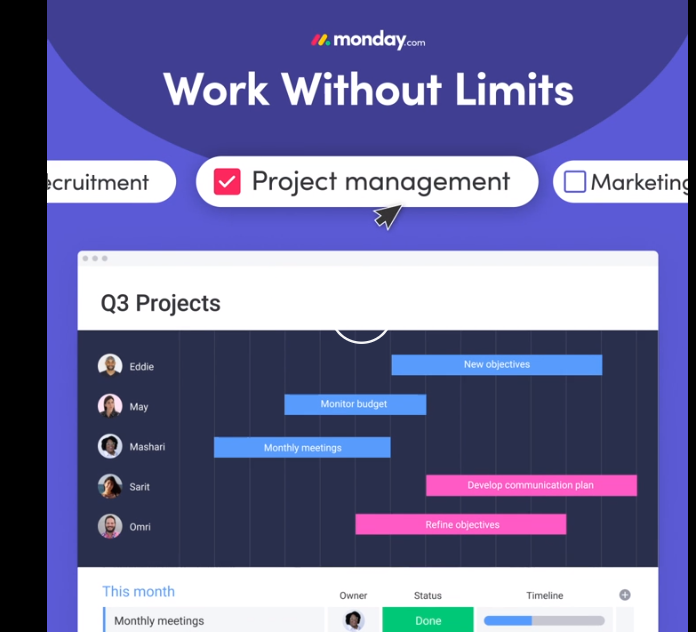 monday.com
Work Without Limits
ecruitment
Project management
Marketing
Q3 Projects
Eddie
New objectives
May
Monitor budget
Mashari
Monthly meetings
Sarit
Develop communication plan
Omri
Refine objectives
This month
Owner
Status
Timeline
Monthly meetings
Done